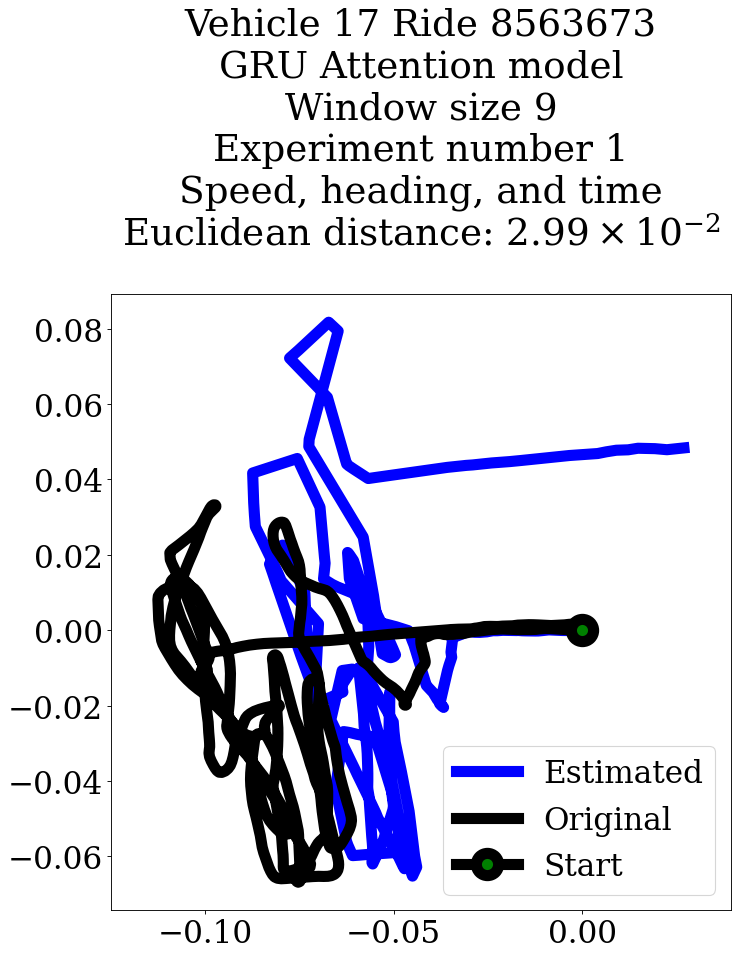 Vehicle 17 Ride 8563673
GRU Attention model
Window size 9
Experiment number 1
Speed, heading, and time
Euclidean distance: 2.99 × 10⁻²
0.08
0.06
0.04
0.02
0.00
−0.02
−0.04
−0.06
Estimated
Original
Start
−0.10
−0.05
0.00